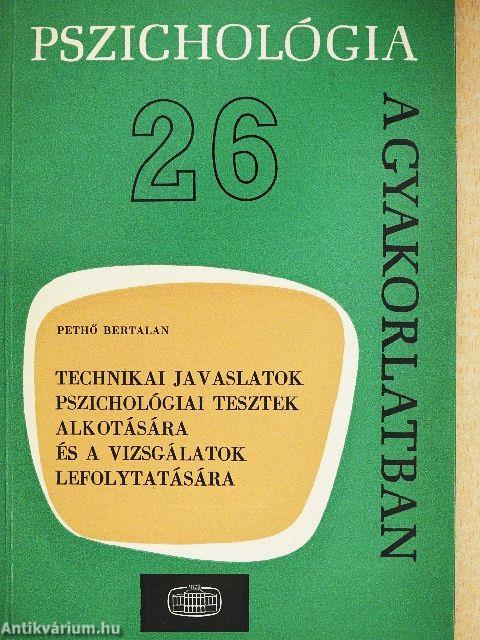 PSZICHOLÓGIA
A GYAKORLATBAN
26
PETHŐ BERTALAN
TECHNIKAI JAVASLATOK
PSZICHOLÓGIAI TESZTEK
ALKOTÁSÁRA
ÉS A VIZSGÁLATOK
LEFOLYTATÁSÁRA
Antikvárium.hu